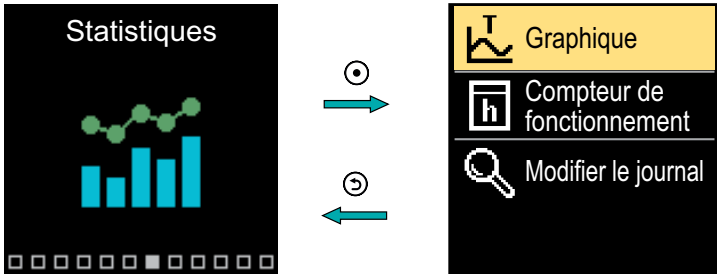 Statistiques
T
Graphique
h
Compteur de
fonctionnement
Modifier le journal